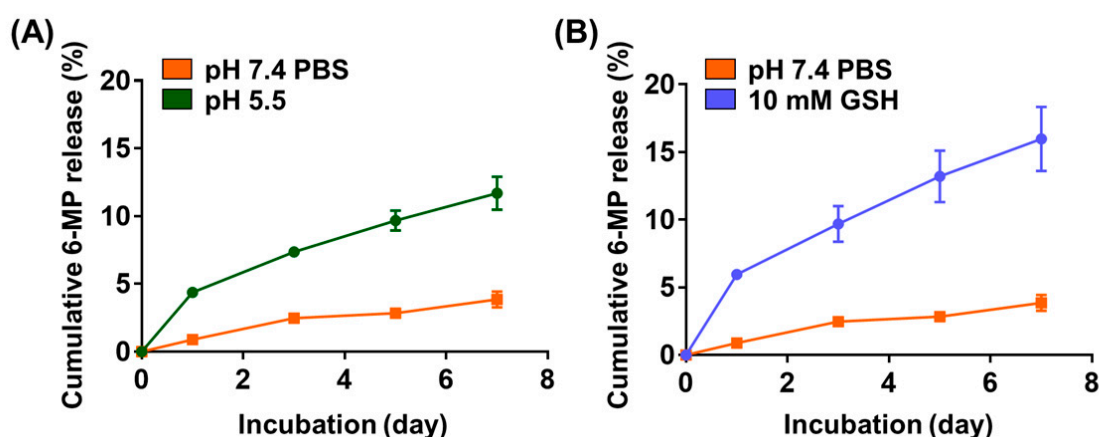 (A)
Cumulative 6-MP release (%)
pH 7.4 PBS
pH 5.5
20
15
10
5
0
0 2 4 6 8
Incubation (day)
(B)
Cumulative 6-MP release (%)
pH 7.4 PBS
10 mM GSH
20
15
10
5
0
0 2 4 6 8
Incubation (day)